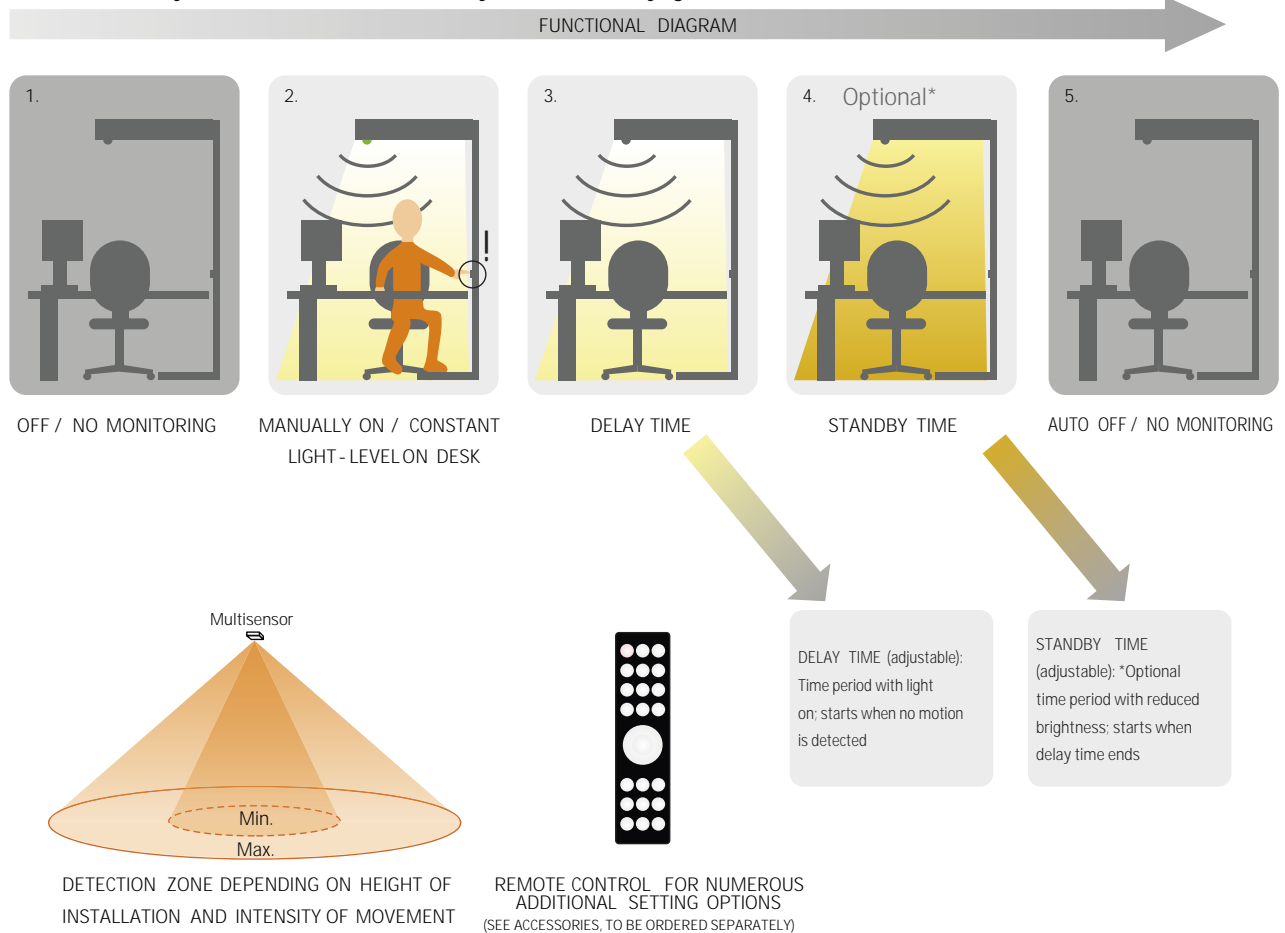 FUNCTIONAL DIAGRAM
1.
2.
3.
4. Optional*
5.
!
OFF / NO MONITORING
MANUALLY ON / CONSTANT
LIGHT-LEVEL ON DESK
DELAY TIME
STANDBY TIME
AUTO OFF / NO MONITORING
DELAY TIME (adjustable):
Time period with light
on; starts when no motion
is detected
STANDBY TIME
(adjustable): *Optional
time period with reduced
brightness; starts when
delay time ends
Multisensor
Min.
Max.
DETECTION ZONE DEPENDING ON HEIGHT OF
INSTALLATION AND INTENSITY OF MOVEMENT
REMOTE CONTROL FOR NUMEROUS
ADDITIONAL SETTING OPTIONS
(SEE ACCESSORIES, TO BE ORDERED SEPARATELY)